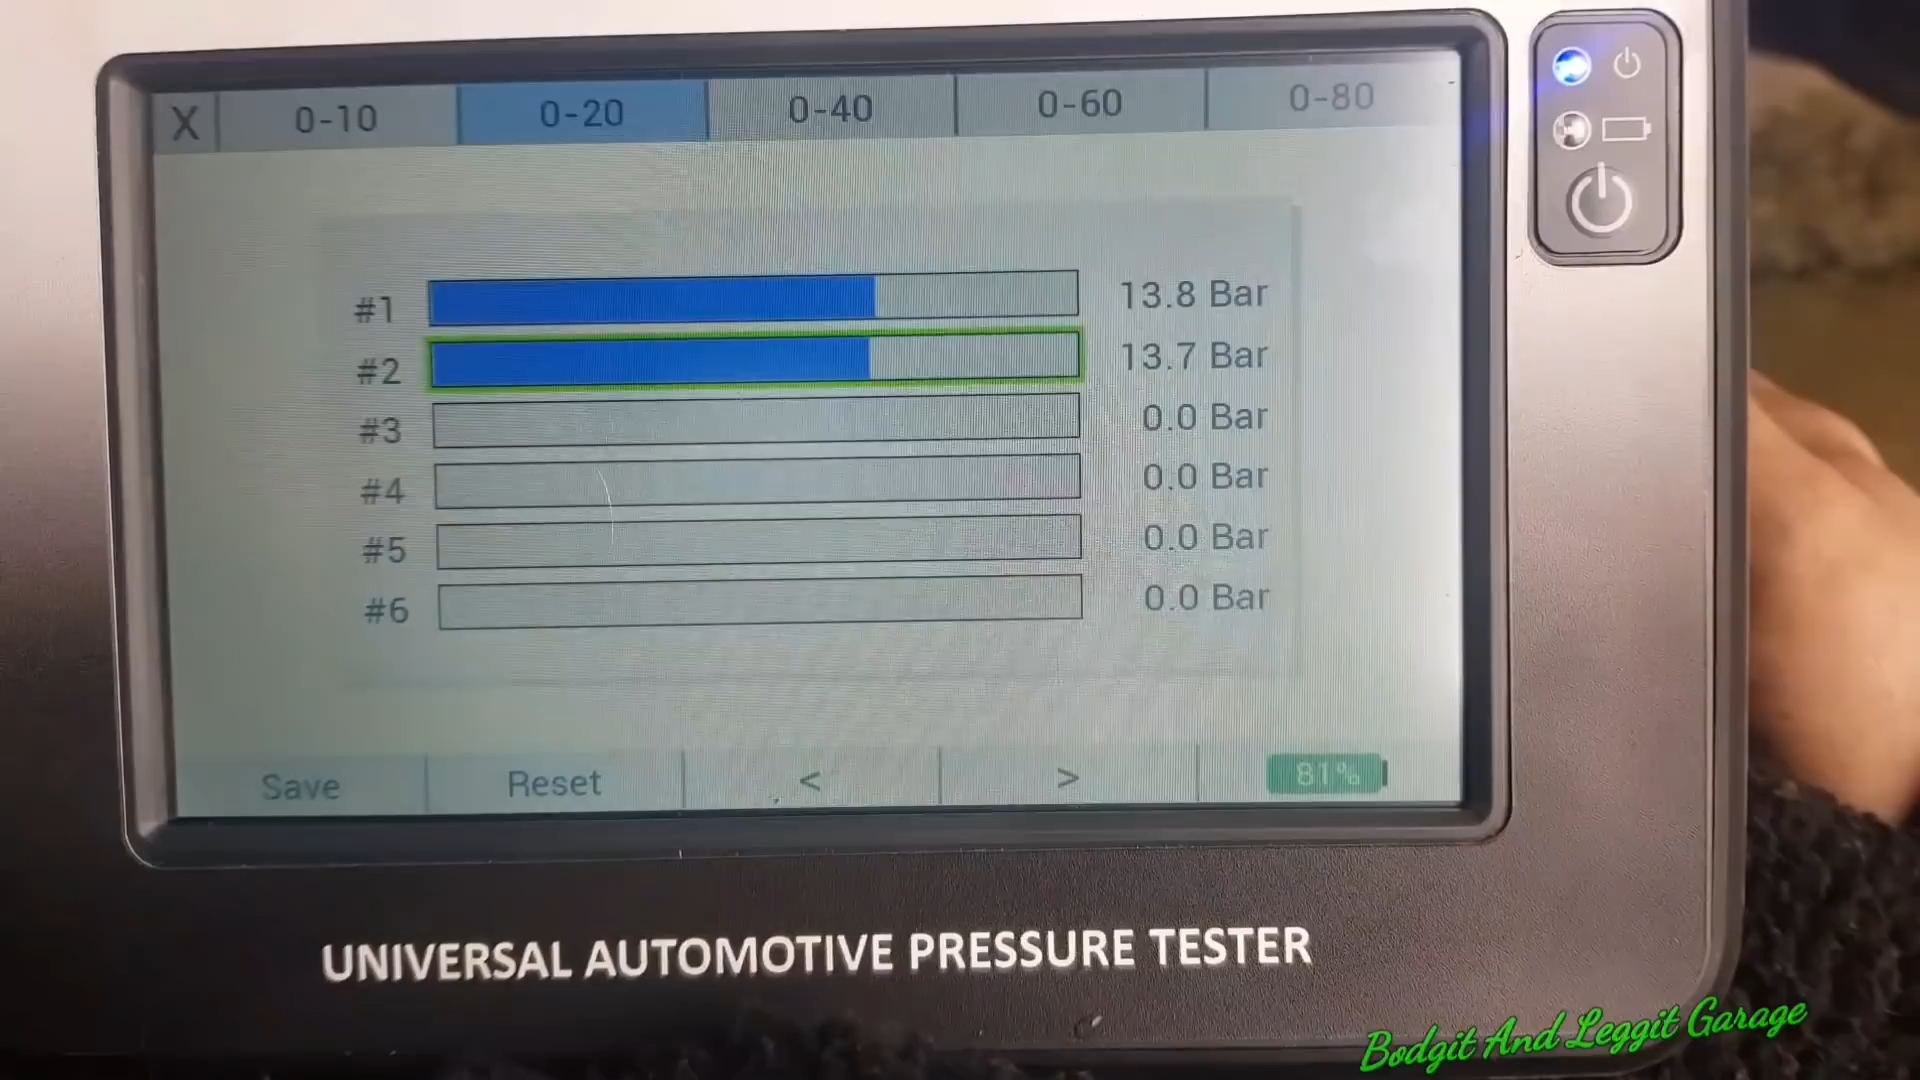 X 0-10 0-20 0-40 0-60 0-80
#1 13.8 Bar
#2 13.7 Bar
#3 0.0 Bar
#4 0.0 Bar
#5 0.0 Bar
#6 0.0 Bar
Save Reset < > 81%
UNIVERSAL AUTOMOTIVE PRESSURE TESTER
Bodgit And Leggit Garage